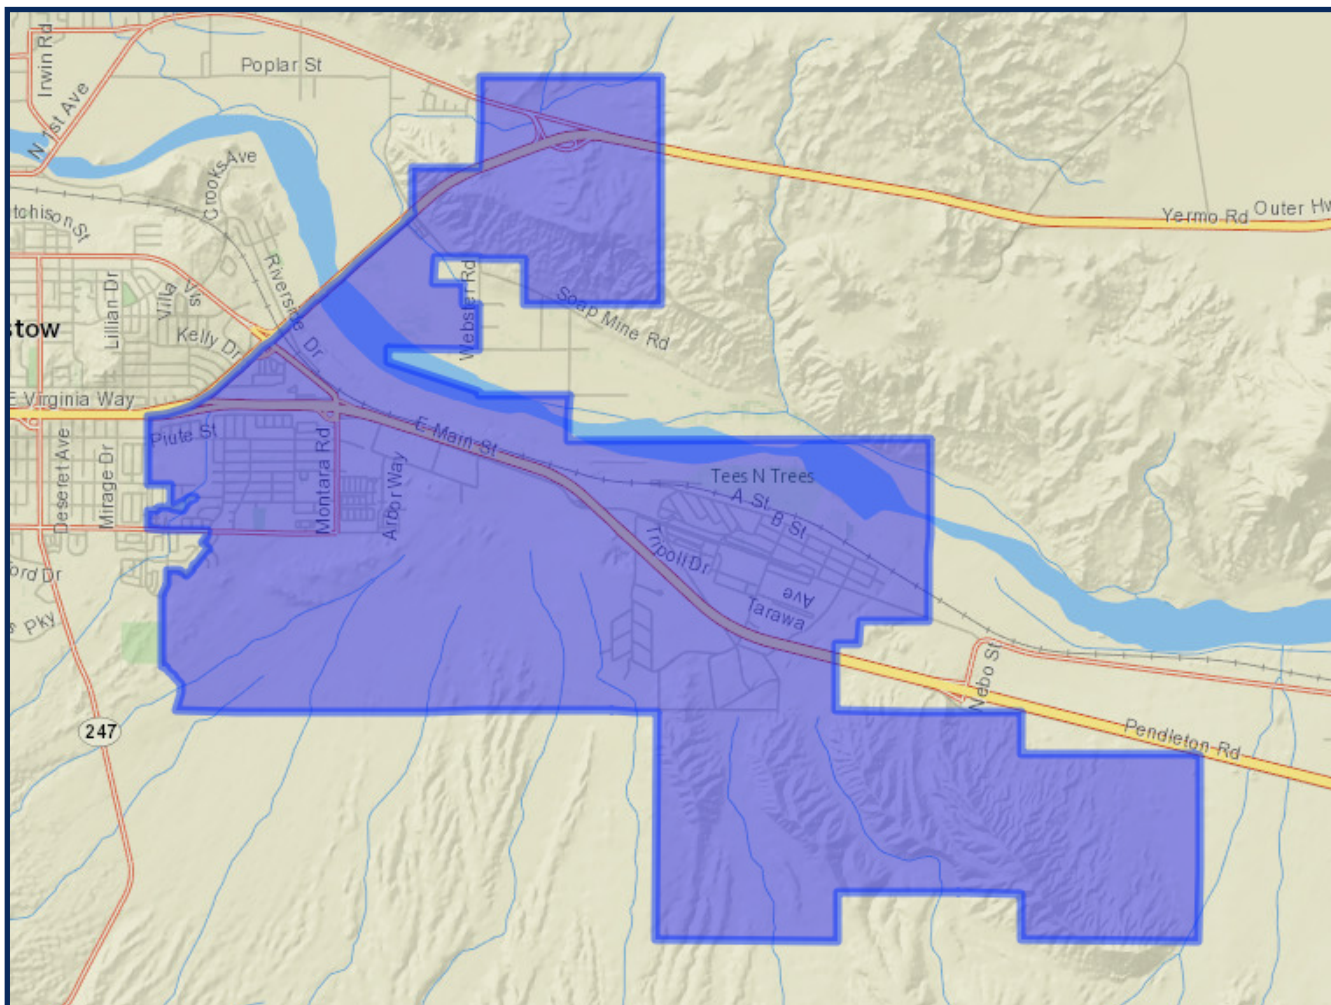 Irwin Rd
Poplar St
N 1st Ave
Crooks Ave
tchison St
Yermo Rd
Outer Hw
Riverside Dr
Lillian Dr
Villa
Vis
Webster Rd
Soap Mine Rd
stow
Kelly Dr
E Virginia Way
Piute St
E Main St
Deseret Ave
Mirage Dr
Montara Rd
Arbor Way
Tees N Trees
A St
B St
Tripoli Dr
Ave
Tarawa
ord Dr
s Pky
Nebo St
247
Pendleton Rd